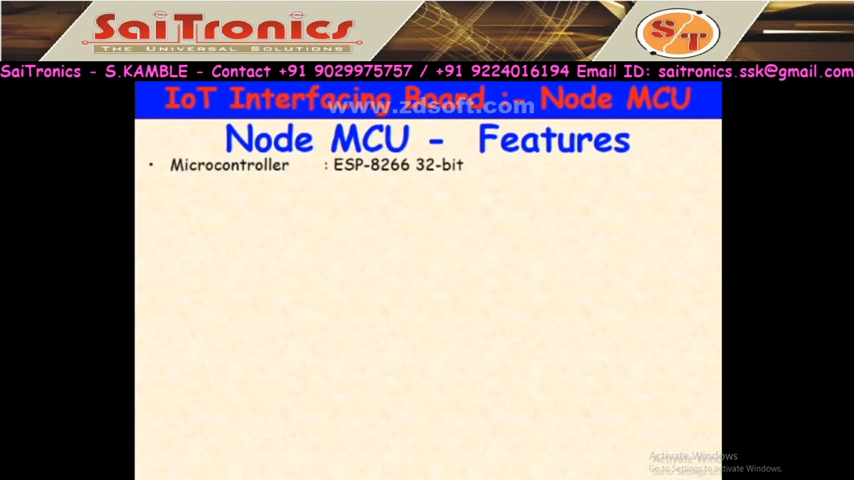 SaiTronics
THE UNIVERSAL SOLUTIONS
ST
SaiTronics - S.KAMBLE - Contact +91 9029975757 / +91 9224016194 Email ID: saitronics.ssk@gmail.com
IoT Interfacing Board :- Node MCU
www.zdsoft.com
Node MCU - Features
• Microcontroller : ESP-8266 32-bit
Activate Windows
Go to Settings to activate Windows.